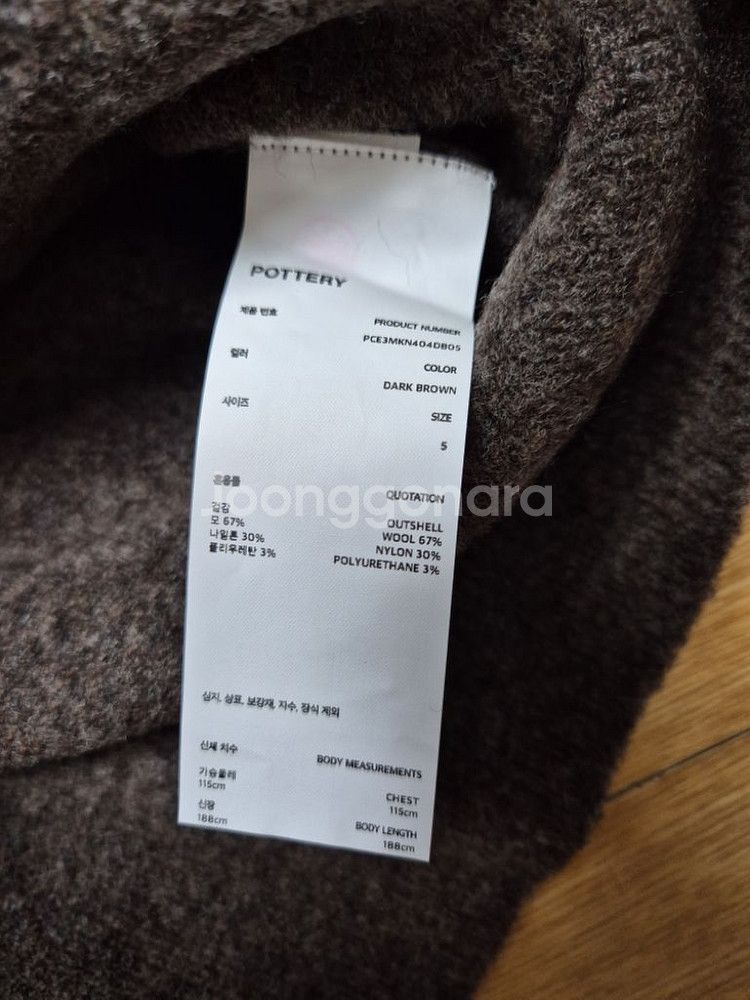 POTTERY
제품 번호
PRODUCT NUMBER
PCE3MKN404DB05
컬러
COLOR
DARK BROWN
사이즈
SIZE
5
혼용률
QUOTATION
겉감
OUTSHELL
모 67%
WOOL 67%
나일론 30%
NYLON 30%
폴리우레탄 3%
POLYURETHANE 3%
심지, 상표, 보강재, 자수, 장식 제외
신체 치수
BODY MEASUREMENTS
가슴둘레
CHEST
115cm
115cm
신장
BODY LENGTH
188cm
188cm
joonggonara